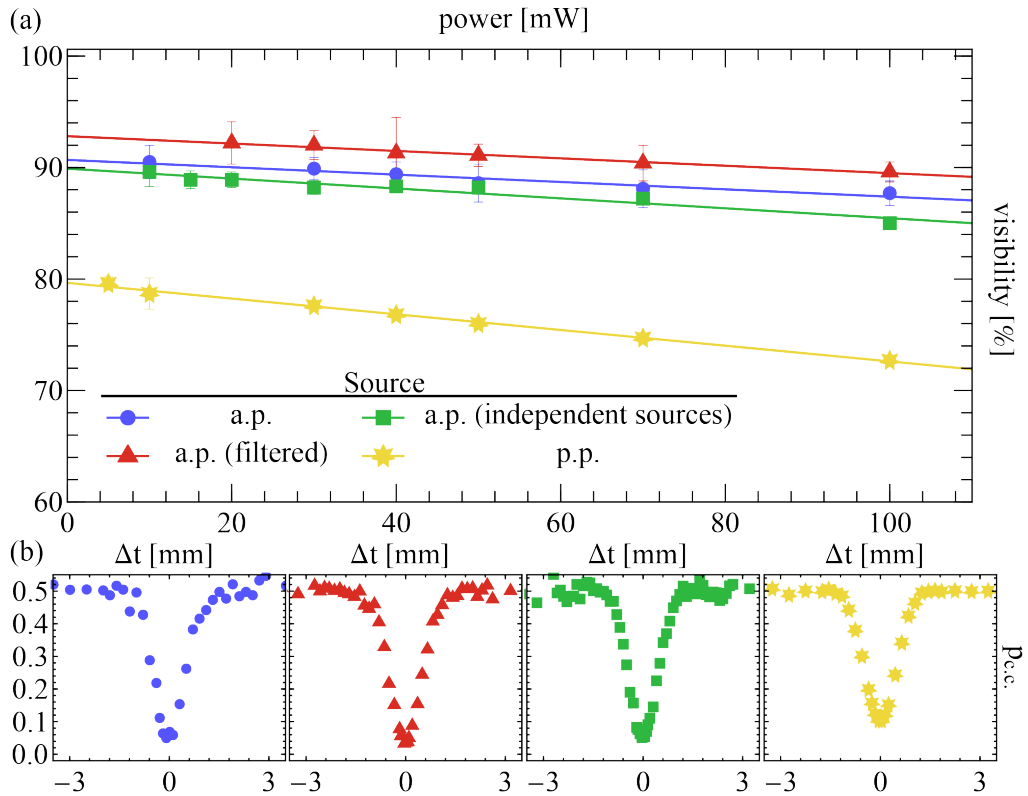 (a)
power [mW]
100
90
80
70
60
visibility [%]
Source
a.p.
a.p. (independent sources)
a.p. (filtered)
p.p.
0 20 40 60 80 100
(b)
Δt [mm] Δt [mm] Δt [mm] Δt [mm]
0.5
0.4
0.3
0.2
0.1
0.0
p c.c.
−3 0 3 −3 0 3 −3 0 3 −3 0 3